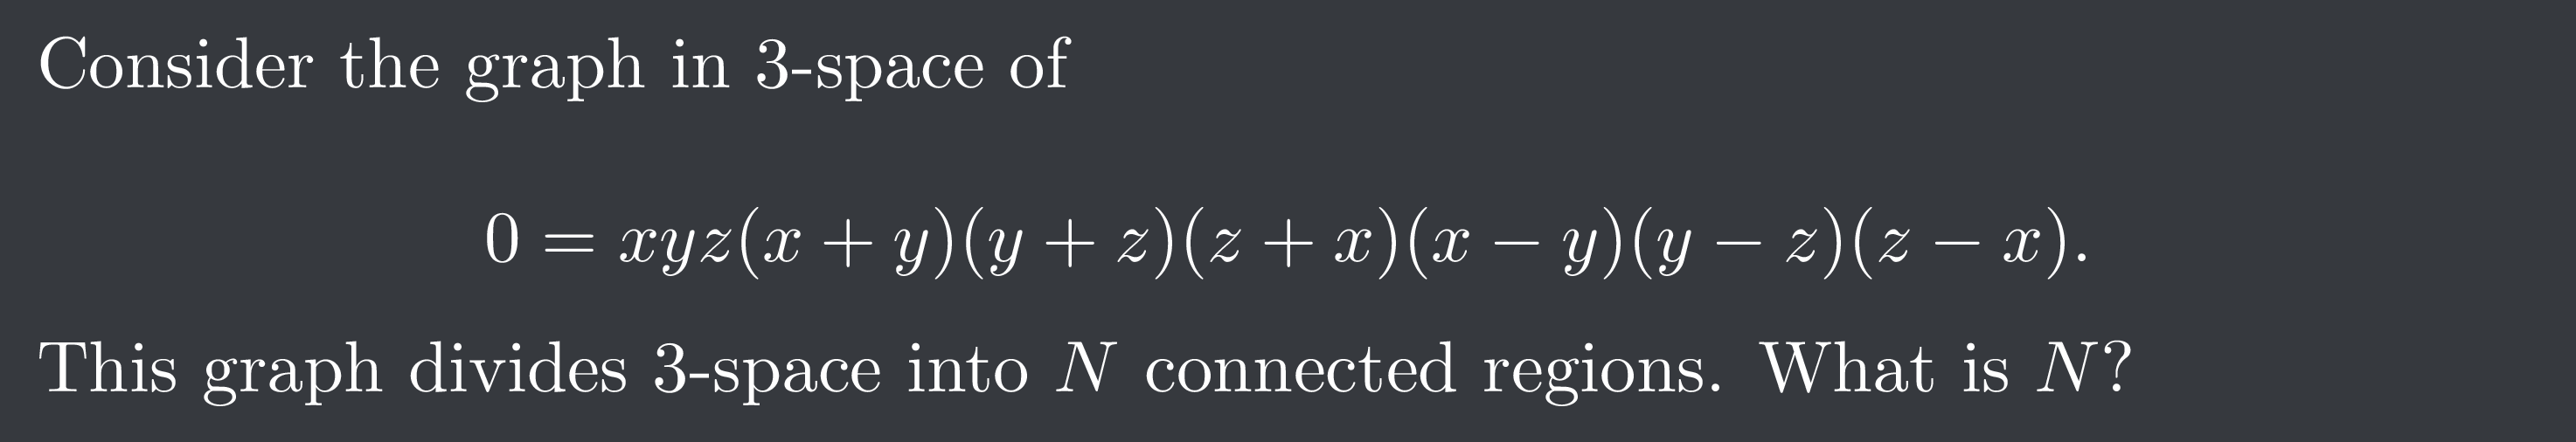 Consider the graph in 3-space of
0 = xyz(x + y)(y + z)(z + x)(x − y)(y − z)(z − x).
This graph divides 3-space into N connected regions. What is N?